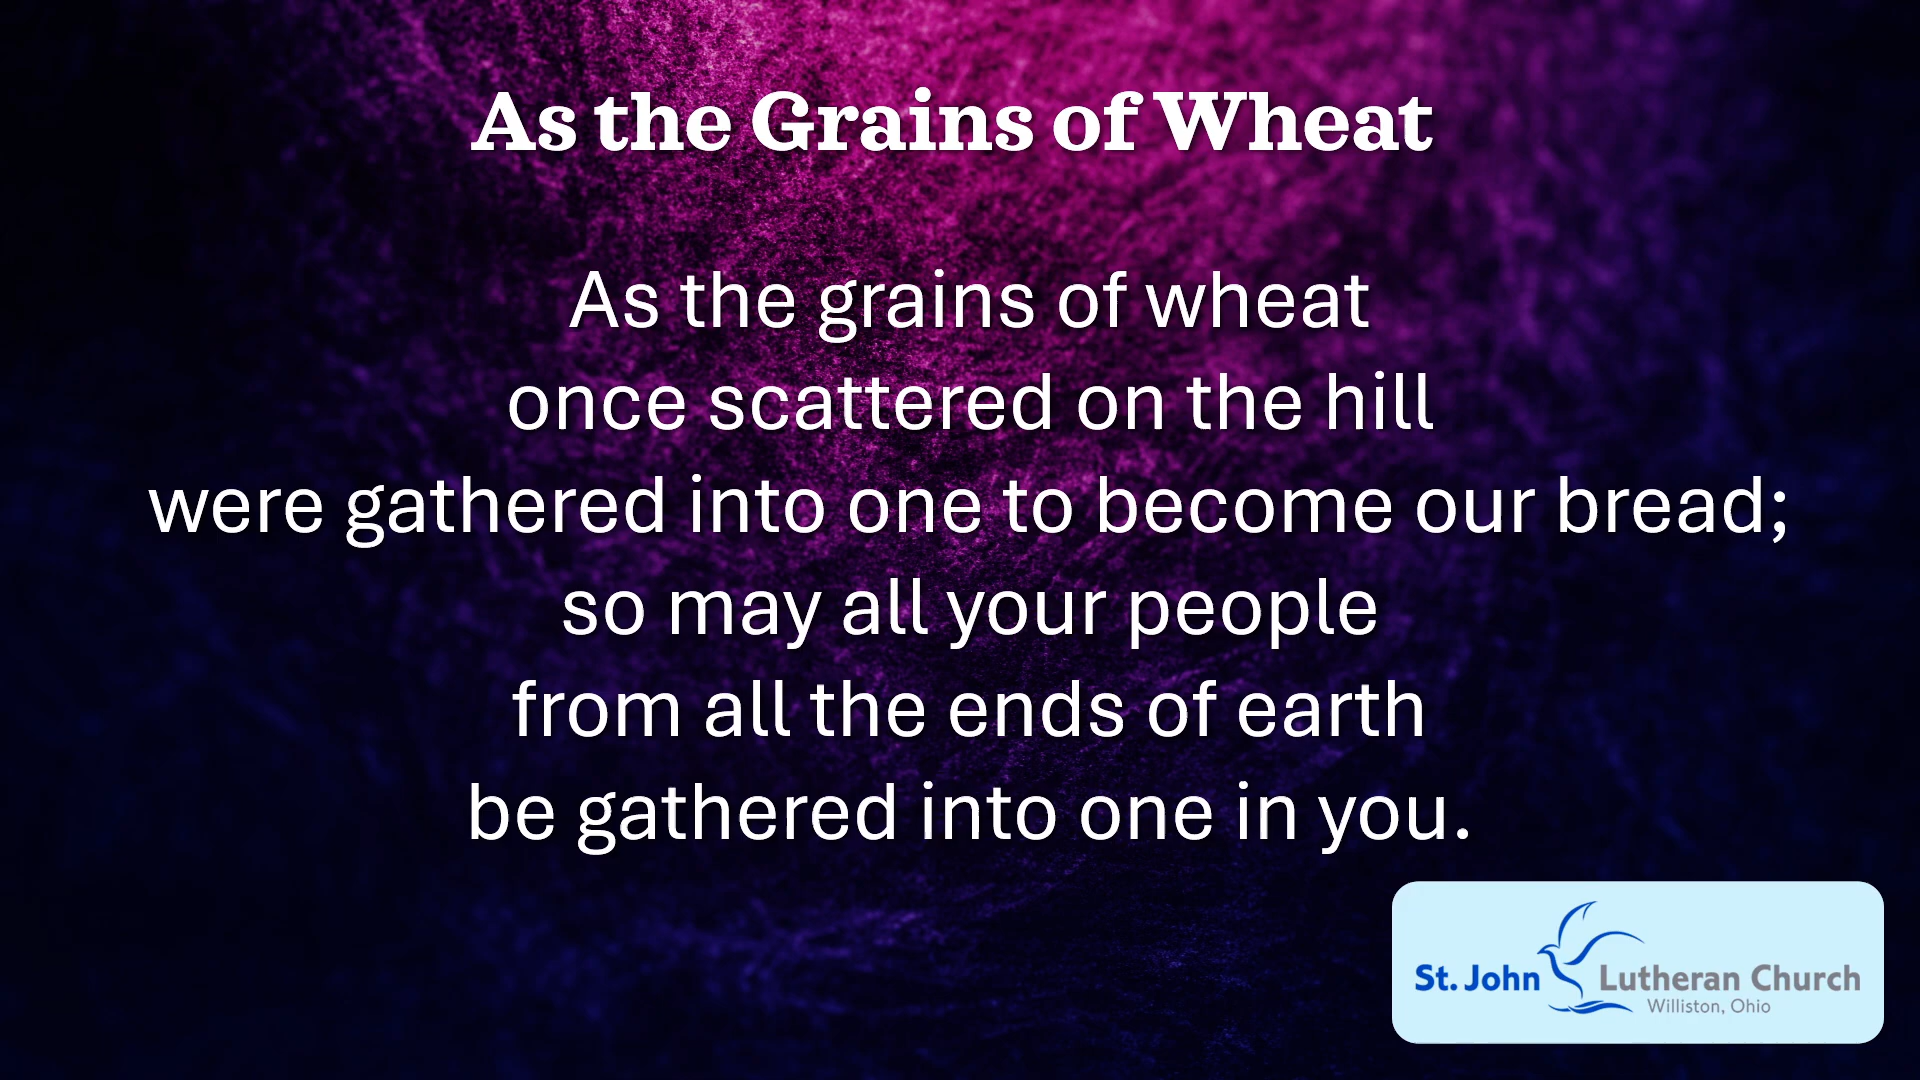 As the Grains of Wheat
As the grains of wheat
once scattered on the hill
were gathered into one to become our bread;
so may all your people
from all the ends of earth
be gathered into one in you.
St. John Lutheran Church
Williston, Ohio